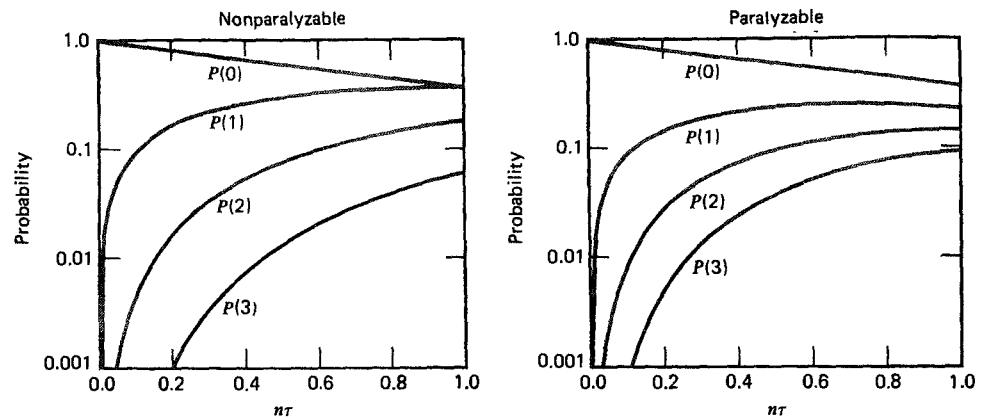 Nonparalyzable
1.0
0.1
0.01
0.001
Probability
P(0)
P(1)
P(2)
P(3)
0.0 0.2 0.4 0.6 0.8 1.0
nτ
Paralyzable
1.0
0.1
0.01
0.001
Probability
P(0)
P(1)
P(2)
P(3)
0.0 0.2 0.4 0.6 0.8 1.0
nτ